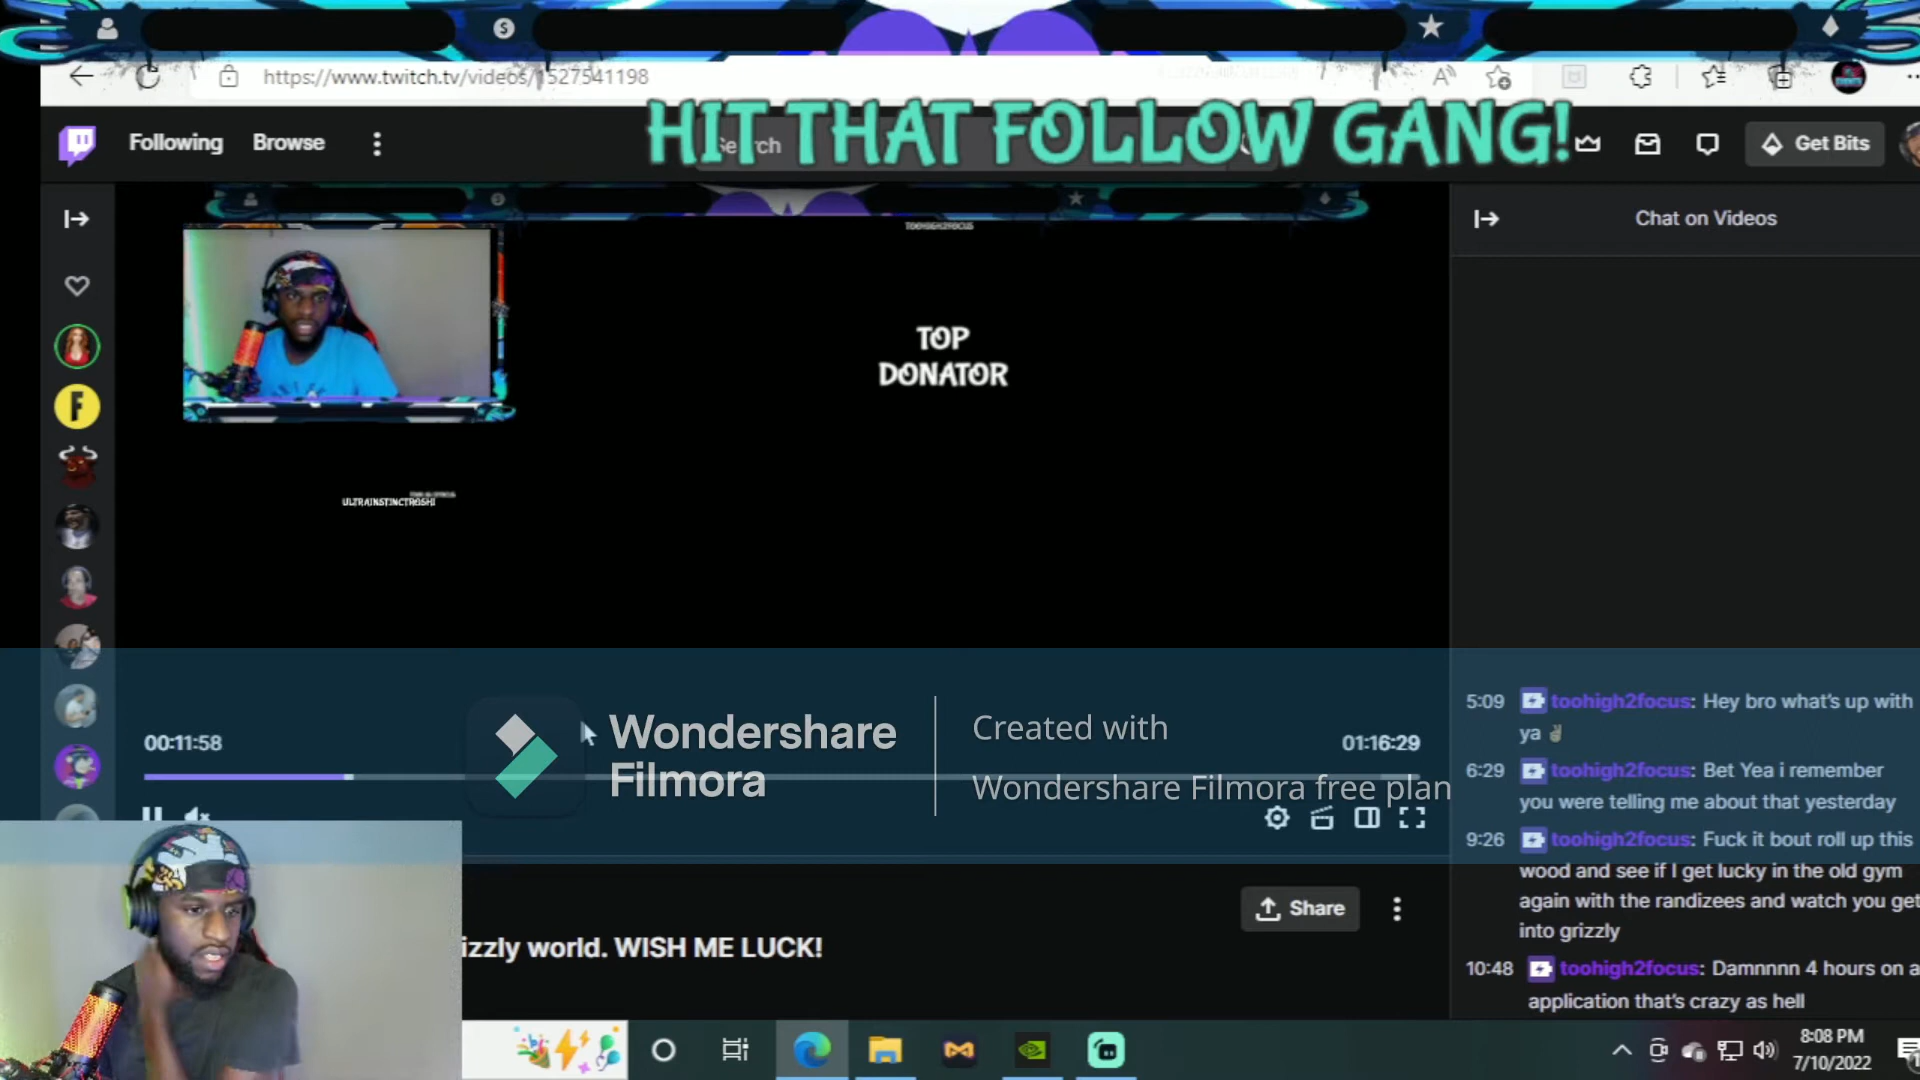 https://www.twitch.tv/videos/1527541198
HIT THAT FOLLOW GANG!
Following
Browse
Search
Get Bits
Chat on Videos
TOOHIGH2FOCUS
TOP
DONATOR
ULTRAINSTINCTROSHI
F
5:09 toohigh2focus: Hey bro what's up with
ya ✌🏽
6:29 toohigh2focus: Bet Yea i remember
you were telling me about that yesterday
9:26 toohigh2focus: Fuck it bout roll up this
wood and see if I get lucky in the old gym
again with the randizees and watch you get
into grizzly
10:48 toohigh2focus: Damnnnn 4 hours on a
application that's crazy as hell
00:11:58
01:16:29
Wondershare
Filmora
Created with
Wondershare Filmora free plan
Share
izzly world. WISH ME LUCK!
8:08 PM
7/10/2022